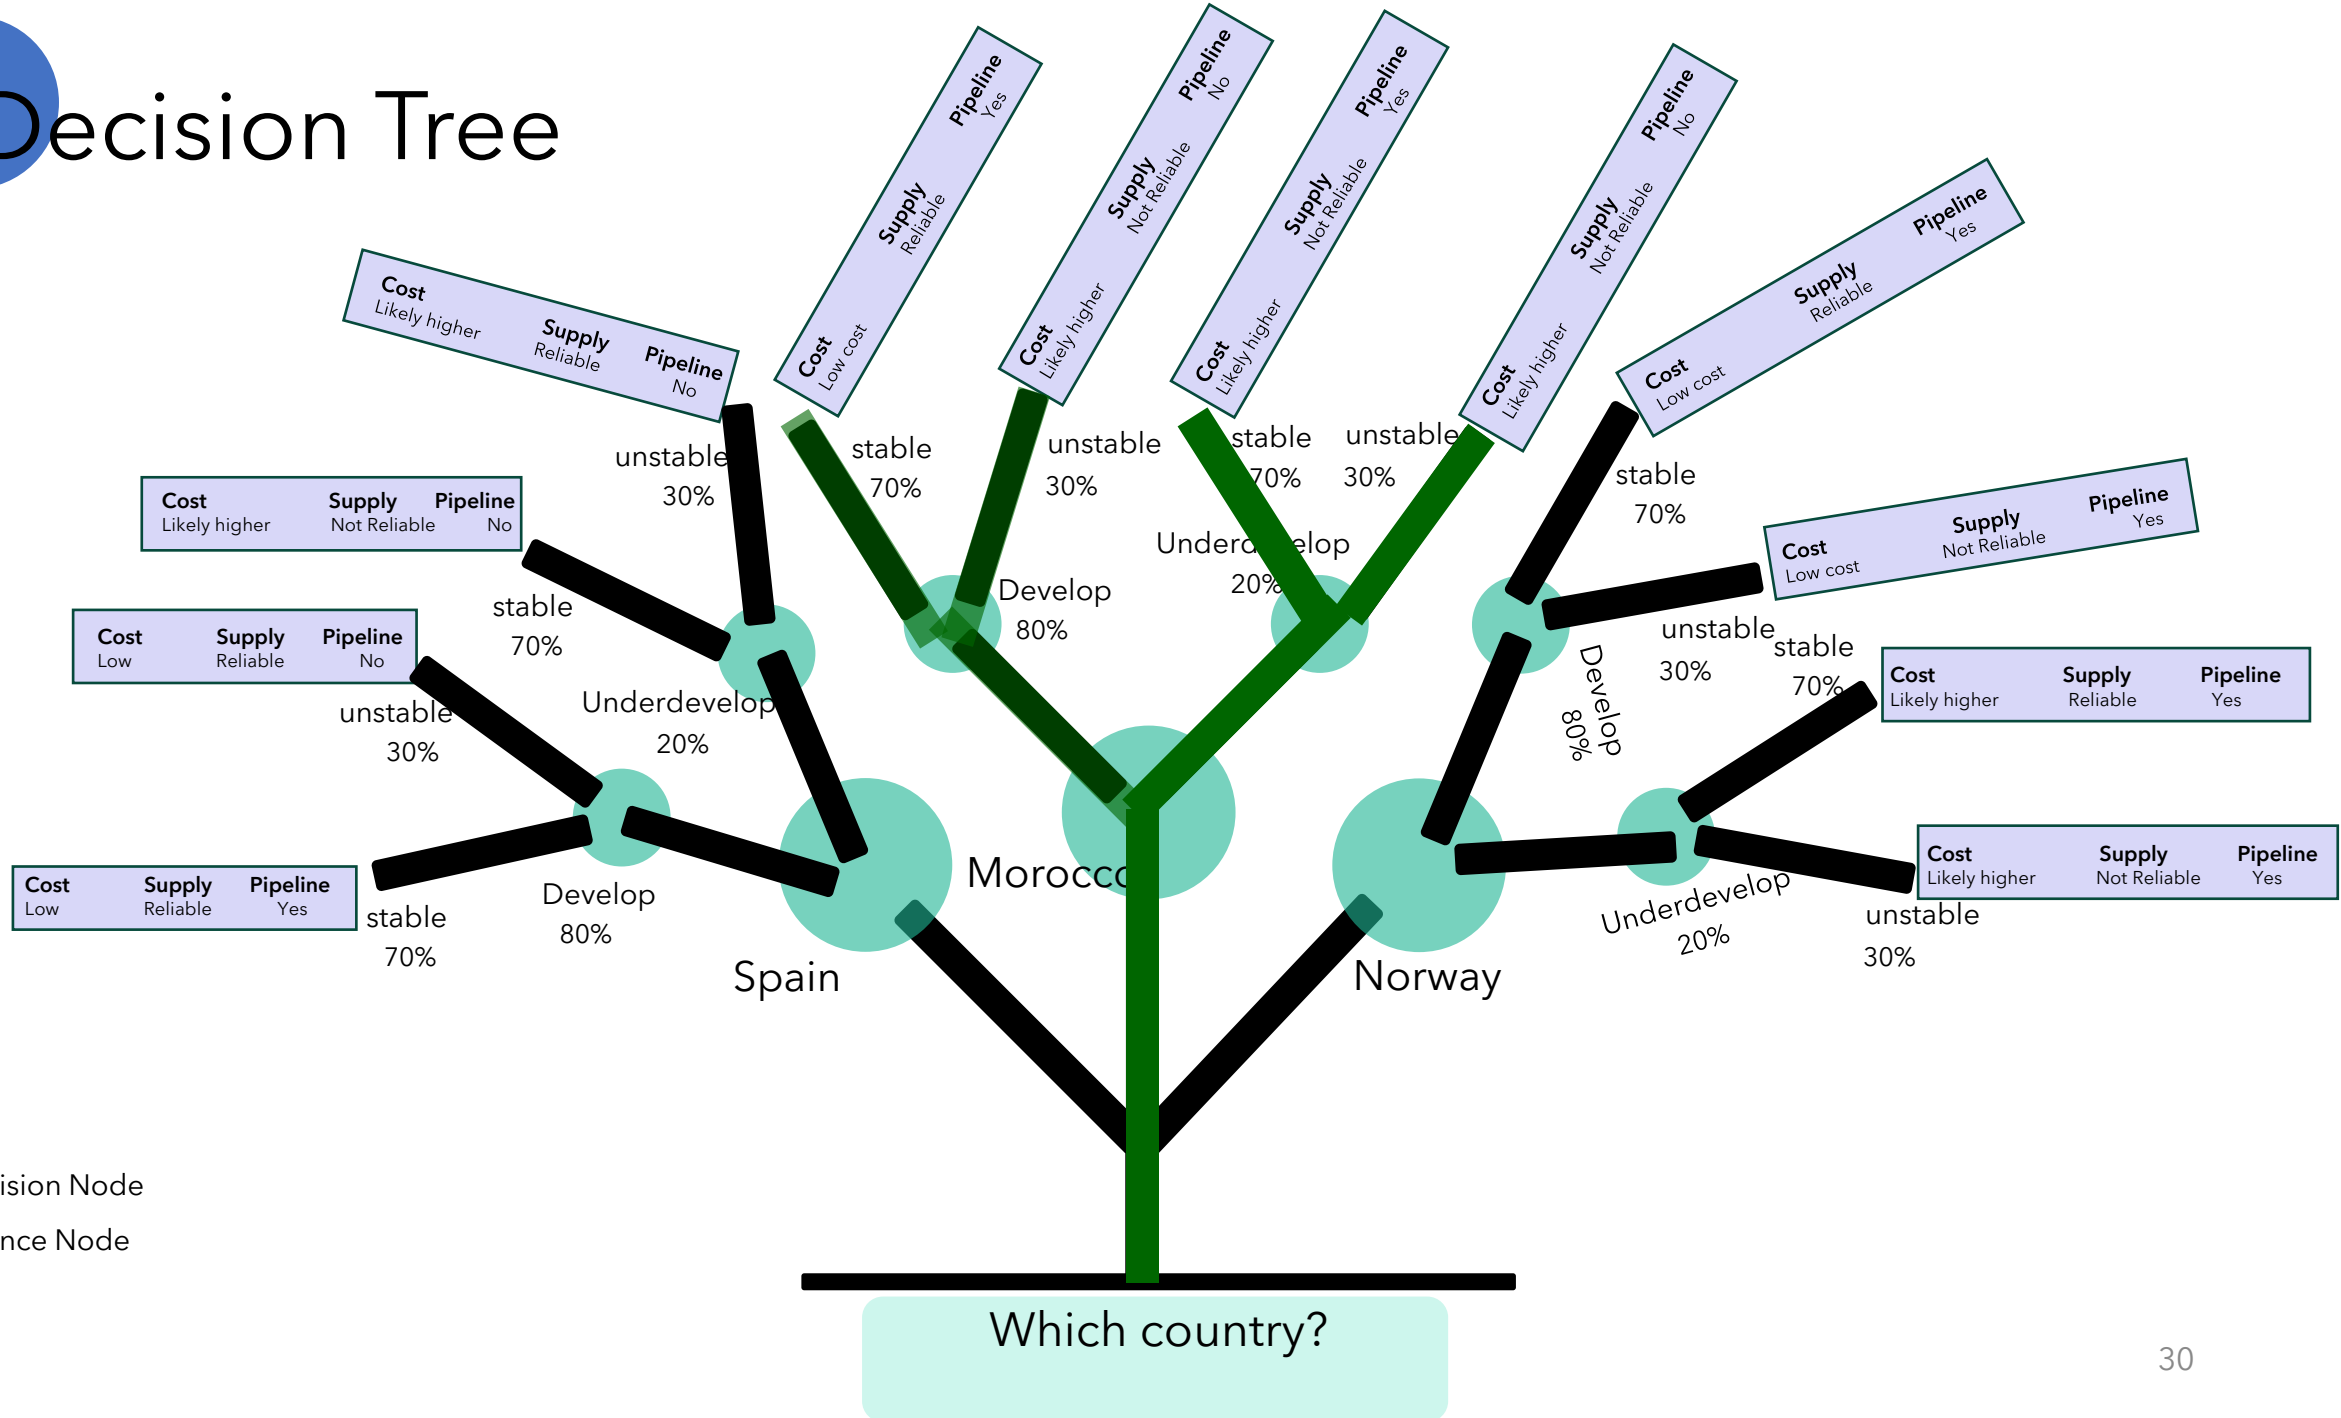 Decision Tree
Cost Supply Pipeline
Likely higher Reliable No
Cost Supply Pipeline
Low cost Reliable Yes
Cost Supply Pipeline
Likely higher Not Reliable No
Cost Supply Pipeline
Likely higher Not Reliable Yes
Cost Supply Pipeline
Likely higher Not Reliable No
Cost Supply Pipeline
Low cost Reliable Yes
unstable
30%
stable
70%
unstable
30%
stable
70%
unstable
30%
stable
70%
Cost Supply Pipeline
Likely higher Not Reliable No
Cost Supply Pipeline
Low cost Not Reliable Yes
stable
70%
Develop
80%
Underdevelop
20%
unstable
30%
stable
70%
Cost Supply Pipeline
Low Reliable No
Cost Supply Pipeline
Likely higher Reliable Yes
unstable
30%
Underdevelop
20%
Develop
80%
Cost Supply Pipeline
Low Reliable Yes
stable
70%
Develop
80%
Morocco
Underdevelop
20%
Cost Supply Pipeline
Likely higher Not Reliable Yes
unstable
30%
Spain
Norway
ision Node
nce Node
Which country?
30